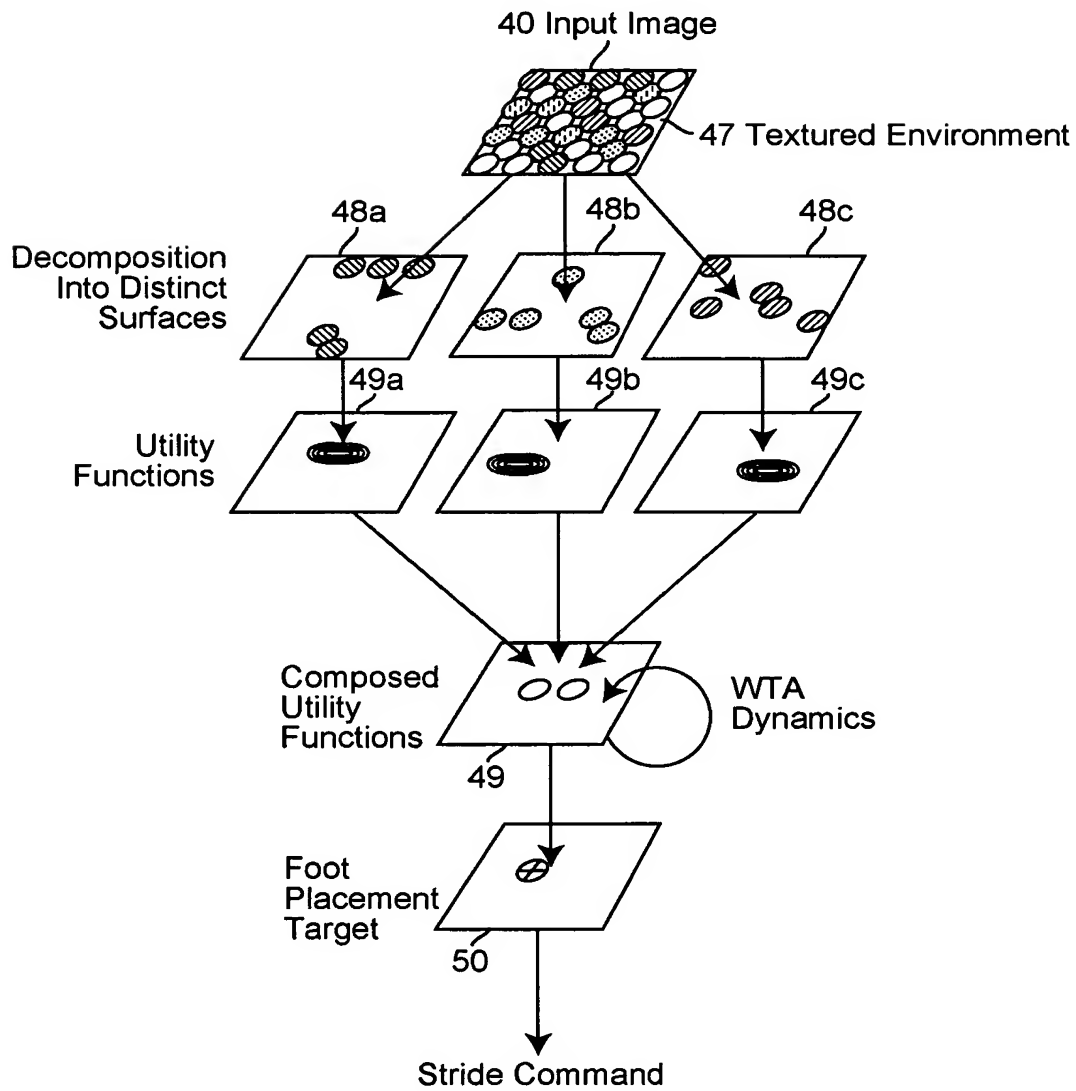 40 Input Image
47 Textured Environment
48a
48b
48c
Decomposition
Into Distinct
Surfaces
49a
49b
49c
Utility
Functions
Composed
Utility
Functions
WTA
Dynamics
49
Foot
Placement
Target
50
Stride Command